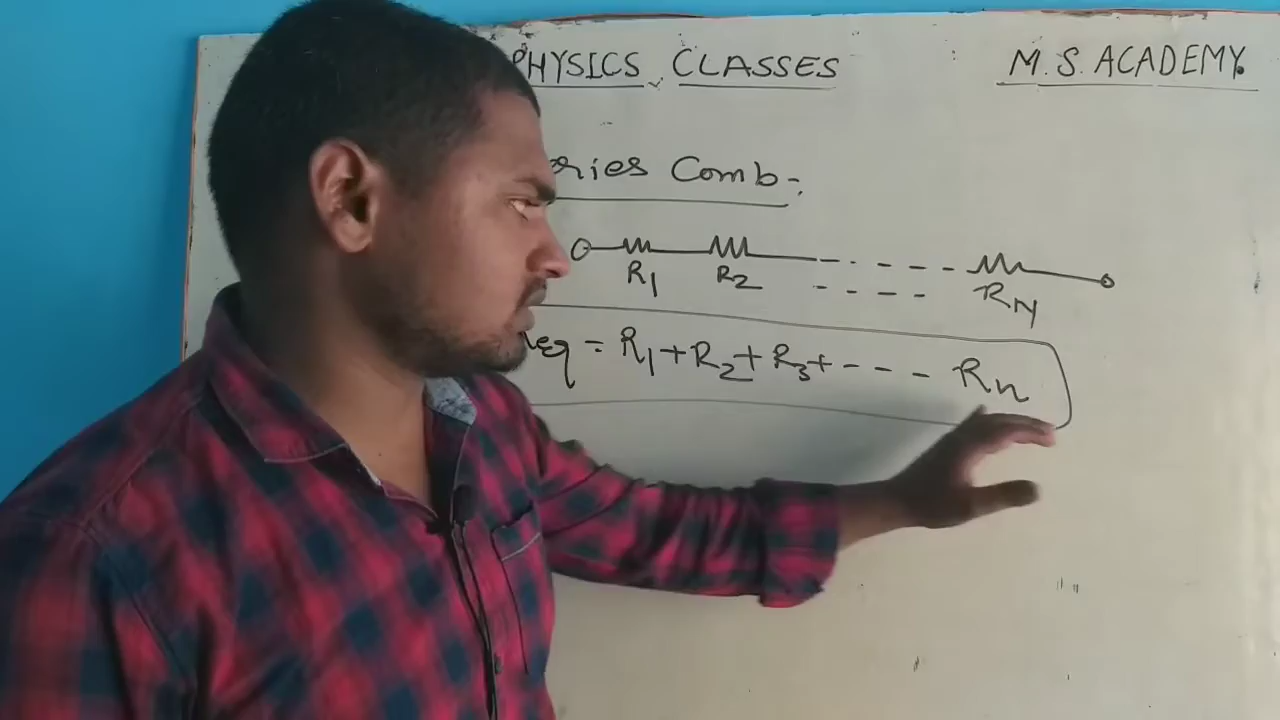 PHYSICS CLASSES M.S. ACADEMY.
Comb-:
R1 R2 ----- RN
----
= R1+R2+R3+---- Rn